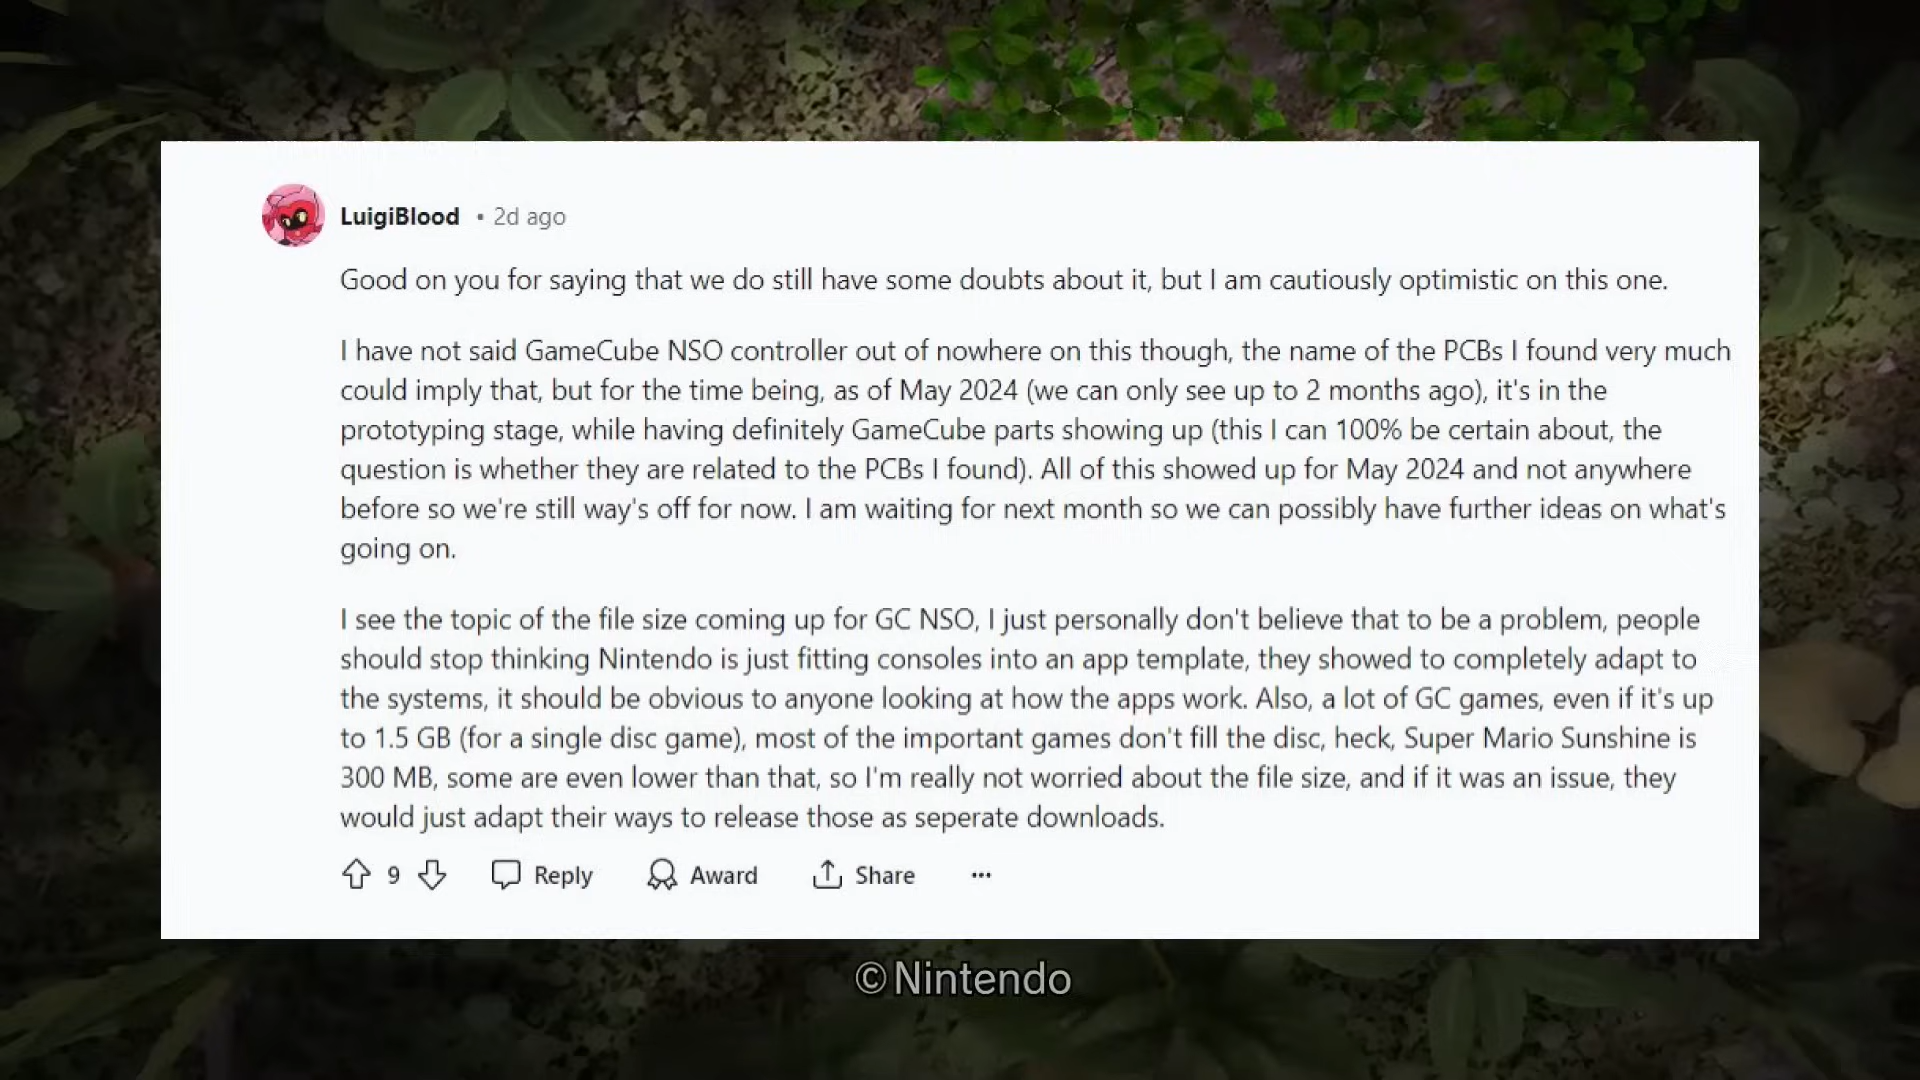 LuigiBlood • 2d ago
Good on you for saying that we do still have some doubts about it, but I am cautiously optimistic on this one.
I have not said GameCube NSO controller out of nowhere on this though, the name of the PCBs I found very much
could imply that, but for the time being, as of May 2024 (we can only see up to 2 months ago), it's in the
prototyping stage, while having definitely GameCube parts showing up (this I can 100% be certain about, the
question is whether they are related to the PCBs I found). All of this showed up for May 2024 and not anywhere
before so we're still way's off for now. I am waiting for next month so we can possibly have further ideas on what's
going on.
I see the topic of the file size coming up for GC NSO, I just personally don't believe that to be a problem, people
should stop thinking Nintendo is just fitting consoles into an app template, they showed to completely adapt to
the systems, it should be obvious to anyone looking at how the apps work. Also, a lot of GC games, even if it's up
to 1.5 GB (for a single disc game), most of the important games don't fill the disc, heck, Super Mario Sunshine is
300 MB, some are even lower than that, so I'm really not worried about the file size, and if it was an issue, they
would just adapt their ways to release those as seperate downloads.
9 Reply Award Share ...
©Nintendo